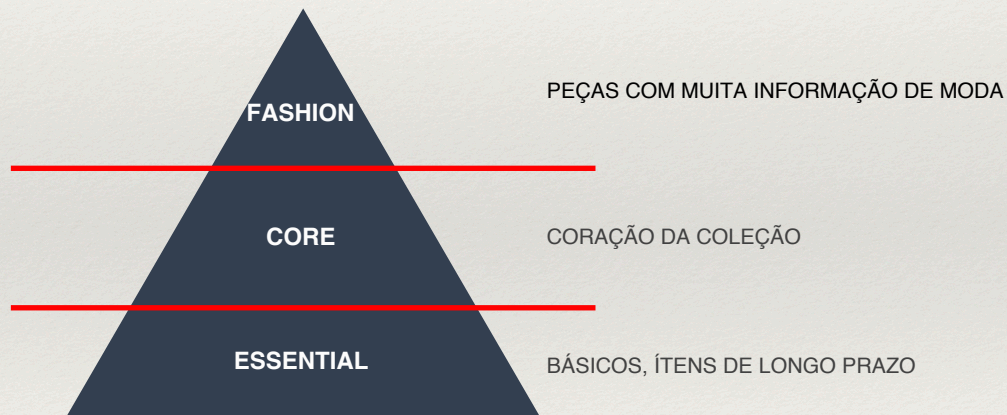 PEÇAS COM MUITA INFORMAÇÃO DE MODA
FASHION
CORE
CORAÇÃO DA COLEÇÃO
ESSENTIAL
BÁSICOS, ÍTENS DE LONGO PRAZO